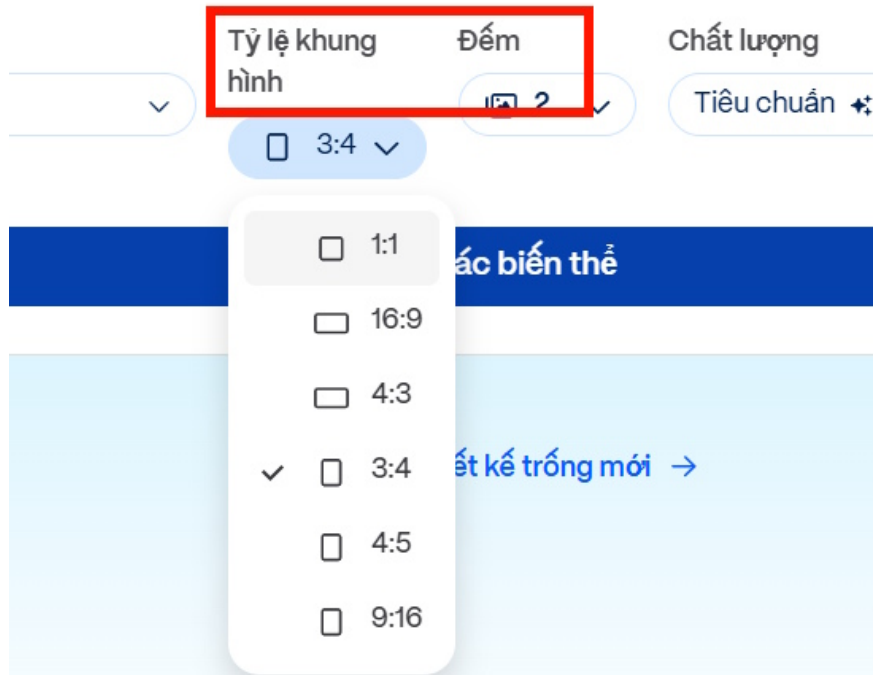 Tỷ lệ khung hình
Đếm
Chất lượng
3:4
2
Tiêu chuẩn
1:1
16:9
4:3
3:4
4:5
9:16
ác biến thể
ết kế trống mới →